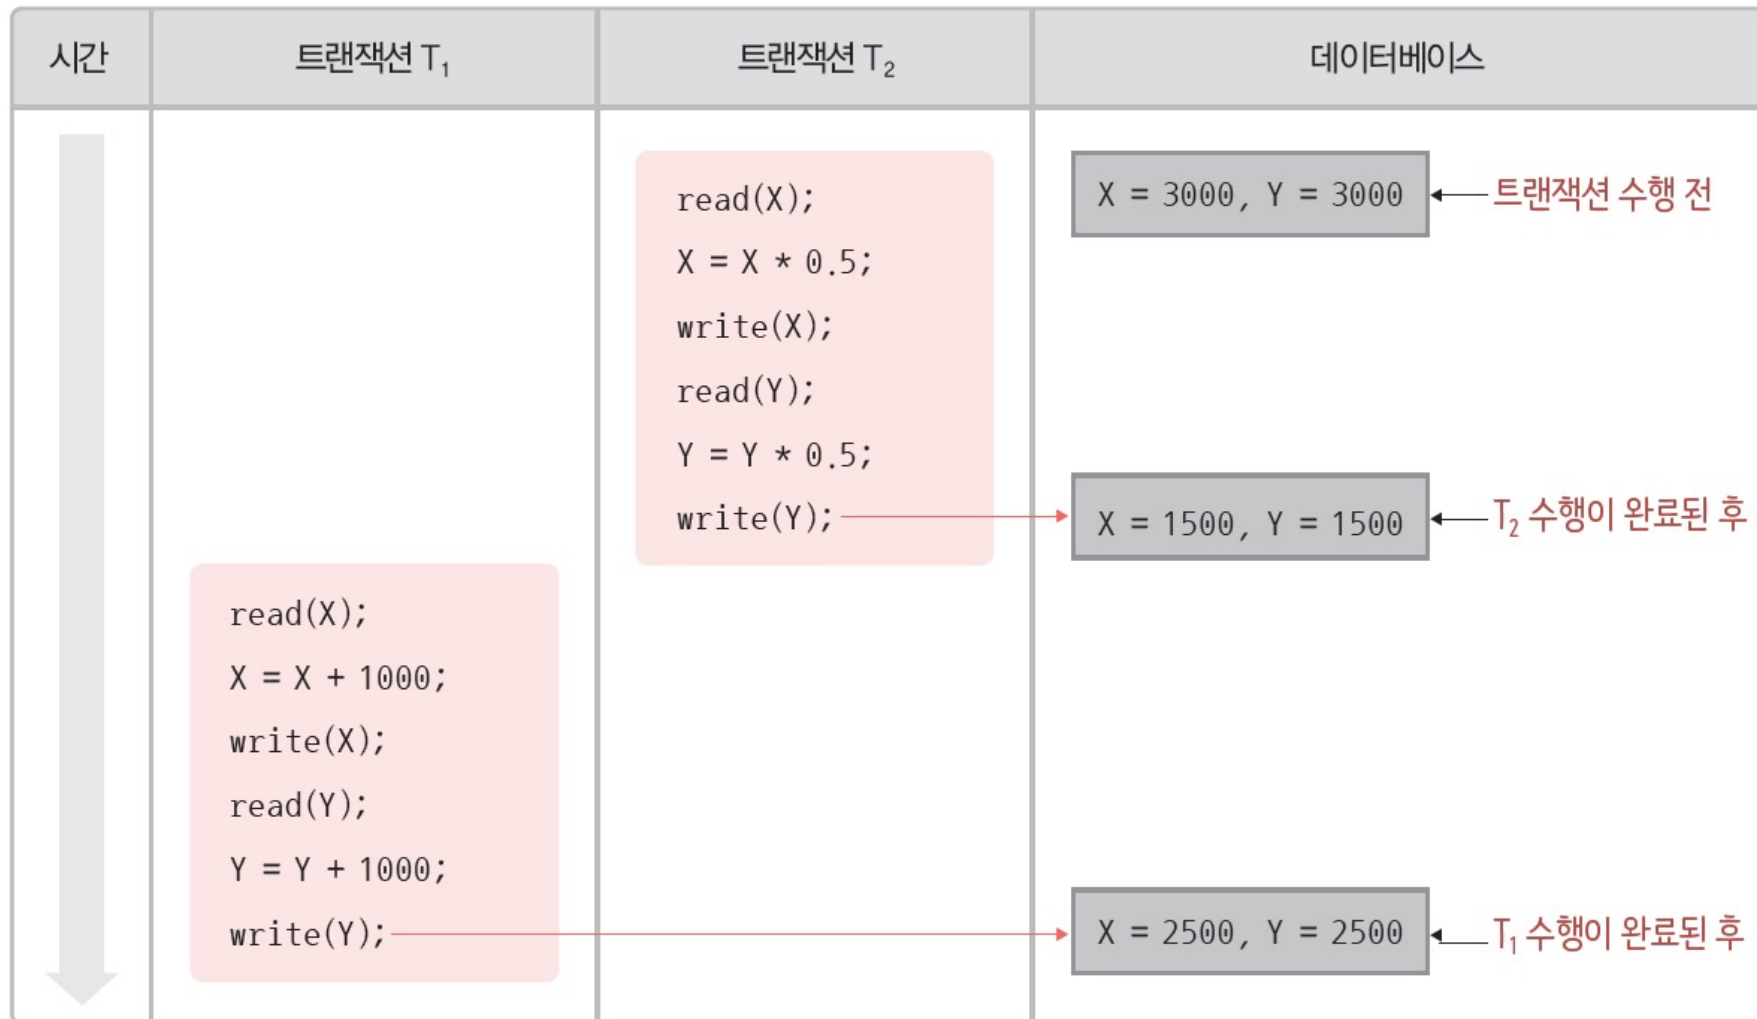 시간 트랜잭션 T₁ 트랜잭션 T₂ 데이터베이스
read(X); X = 3000, Y = 3000 트랜잭션 수행 전
X = X * 0.5;
write(X);
read(Y);
Y = Y * 0.5;
write(Y); X = 1500, Y = 1500 T₂ 수행이 완료된 후
read(X);
X = X + 1000;
write(X);
read(Y);
Y = Y + 1000;
write(Y); X = 2500, Y = 2500 T₁ 수행이 완료된 후